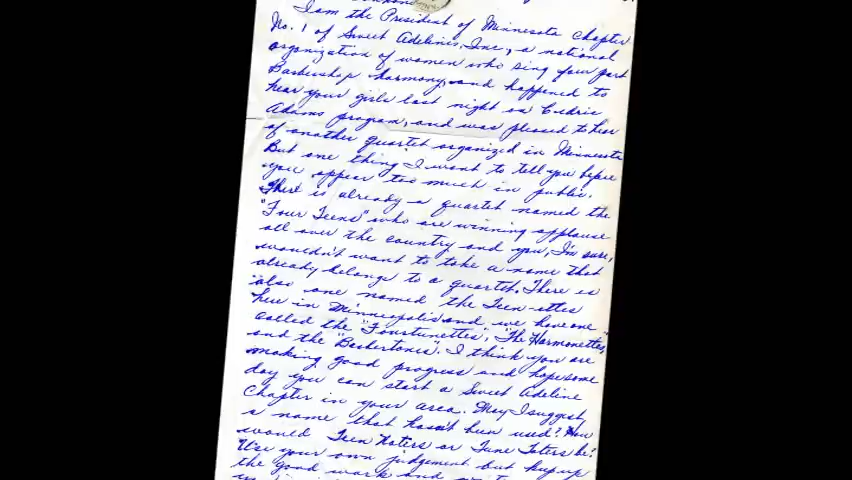 I am the President of Minnesota Chapter
No. 1 of Sweet Adelines, Inc., a national
organization of women who sing four part
Barbershop harmony, and happened to
hear your girls last night in Cedric
Adams program, and was pleased to hear
of another quartet organized in Minnesota
But one thing I want to tell you before
you appear too much in public.
There is already a quartet named the
"Four Teens" who are winning applause
all over the country and you, I'm sure,
wouldn't want to take a name that
already belongs to a quartet. There is
also one named the Teen-ettes
here in Minneapolis and we have one
called the "Fourtunettes", "The Harmonettes,
and the "Barbertones". I think you are
making good progress and hope some
day you can start a Sweet Adeline
Chapter in your area. May I suggest
a name that hasn't been used? How
would Teen Noters or Tune Toters be?
Use your own judgement but keep up
the good work and